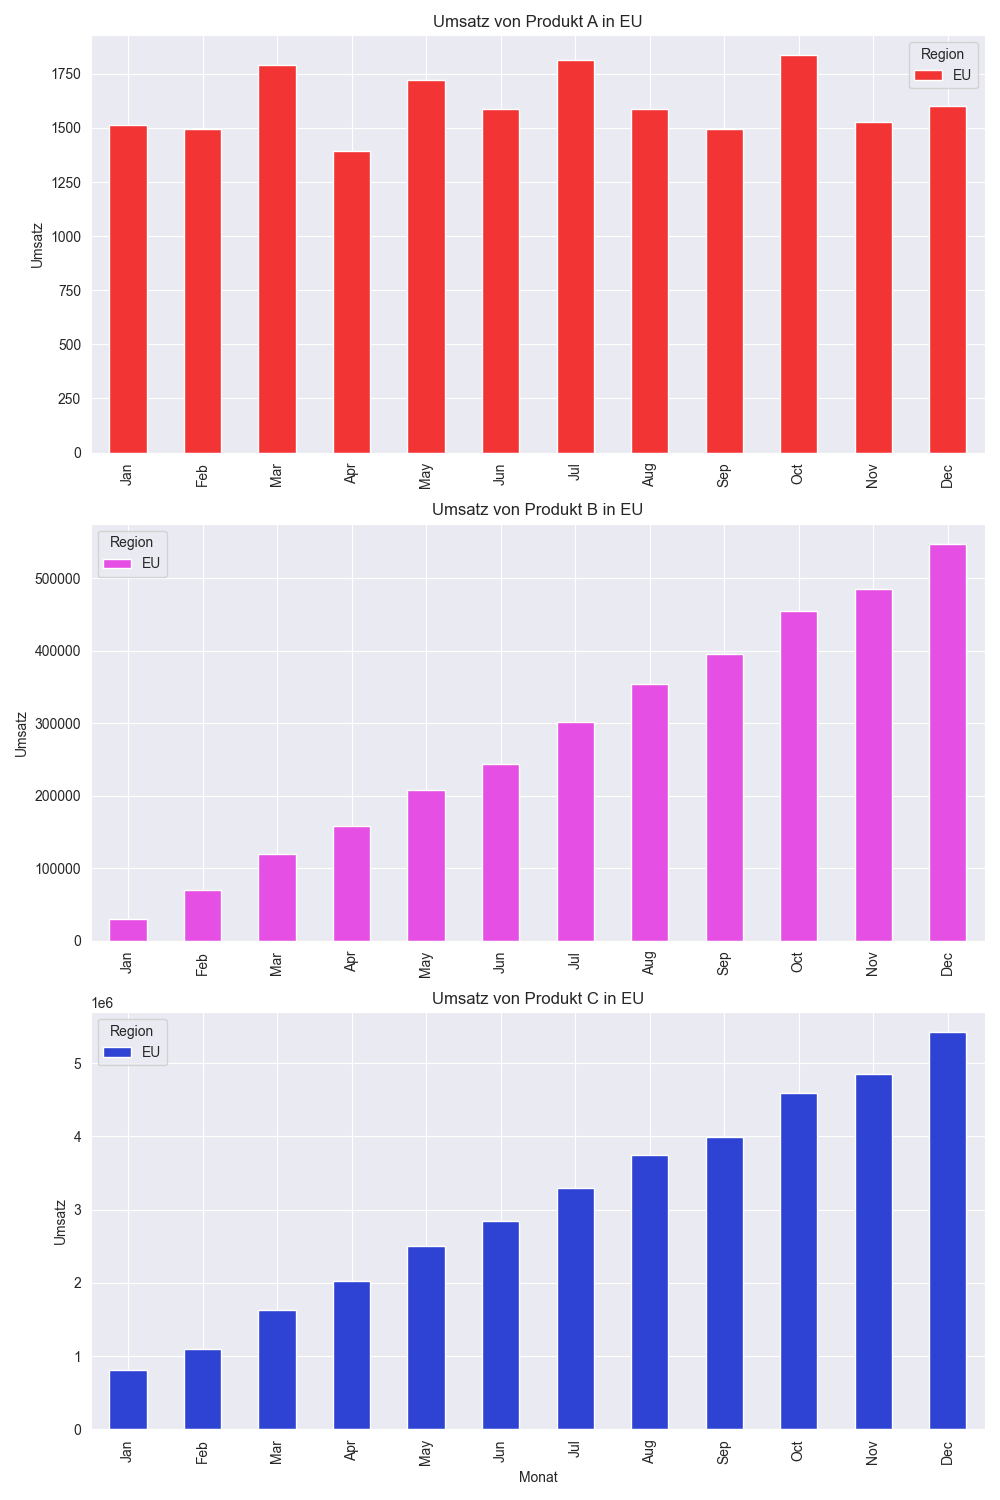 Umsatz von Produkt A in EU
Region
EU
1750
1500
1250
1000
750
500
250
0
Umsatz
Jan Feb Mar Apr May Jun Jul Aug Sep Oct Nov Dec
Umsatz von Produkt B in EU
Region
EU
500000
400000
300000
200000
100000
0
Umsatz
Jan Feb Mar Apr May Jun Jul Aug Sep Oct Nov Dec
Umsatz von Produkt C in EU
1e6
Region
EU
5
4
3
2
1
0
Umsatz
Jan Feb Mar Apr May Jun Jul Aug Sep Oct Nov Dec
Monat